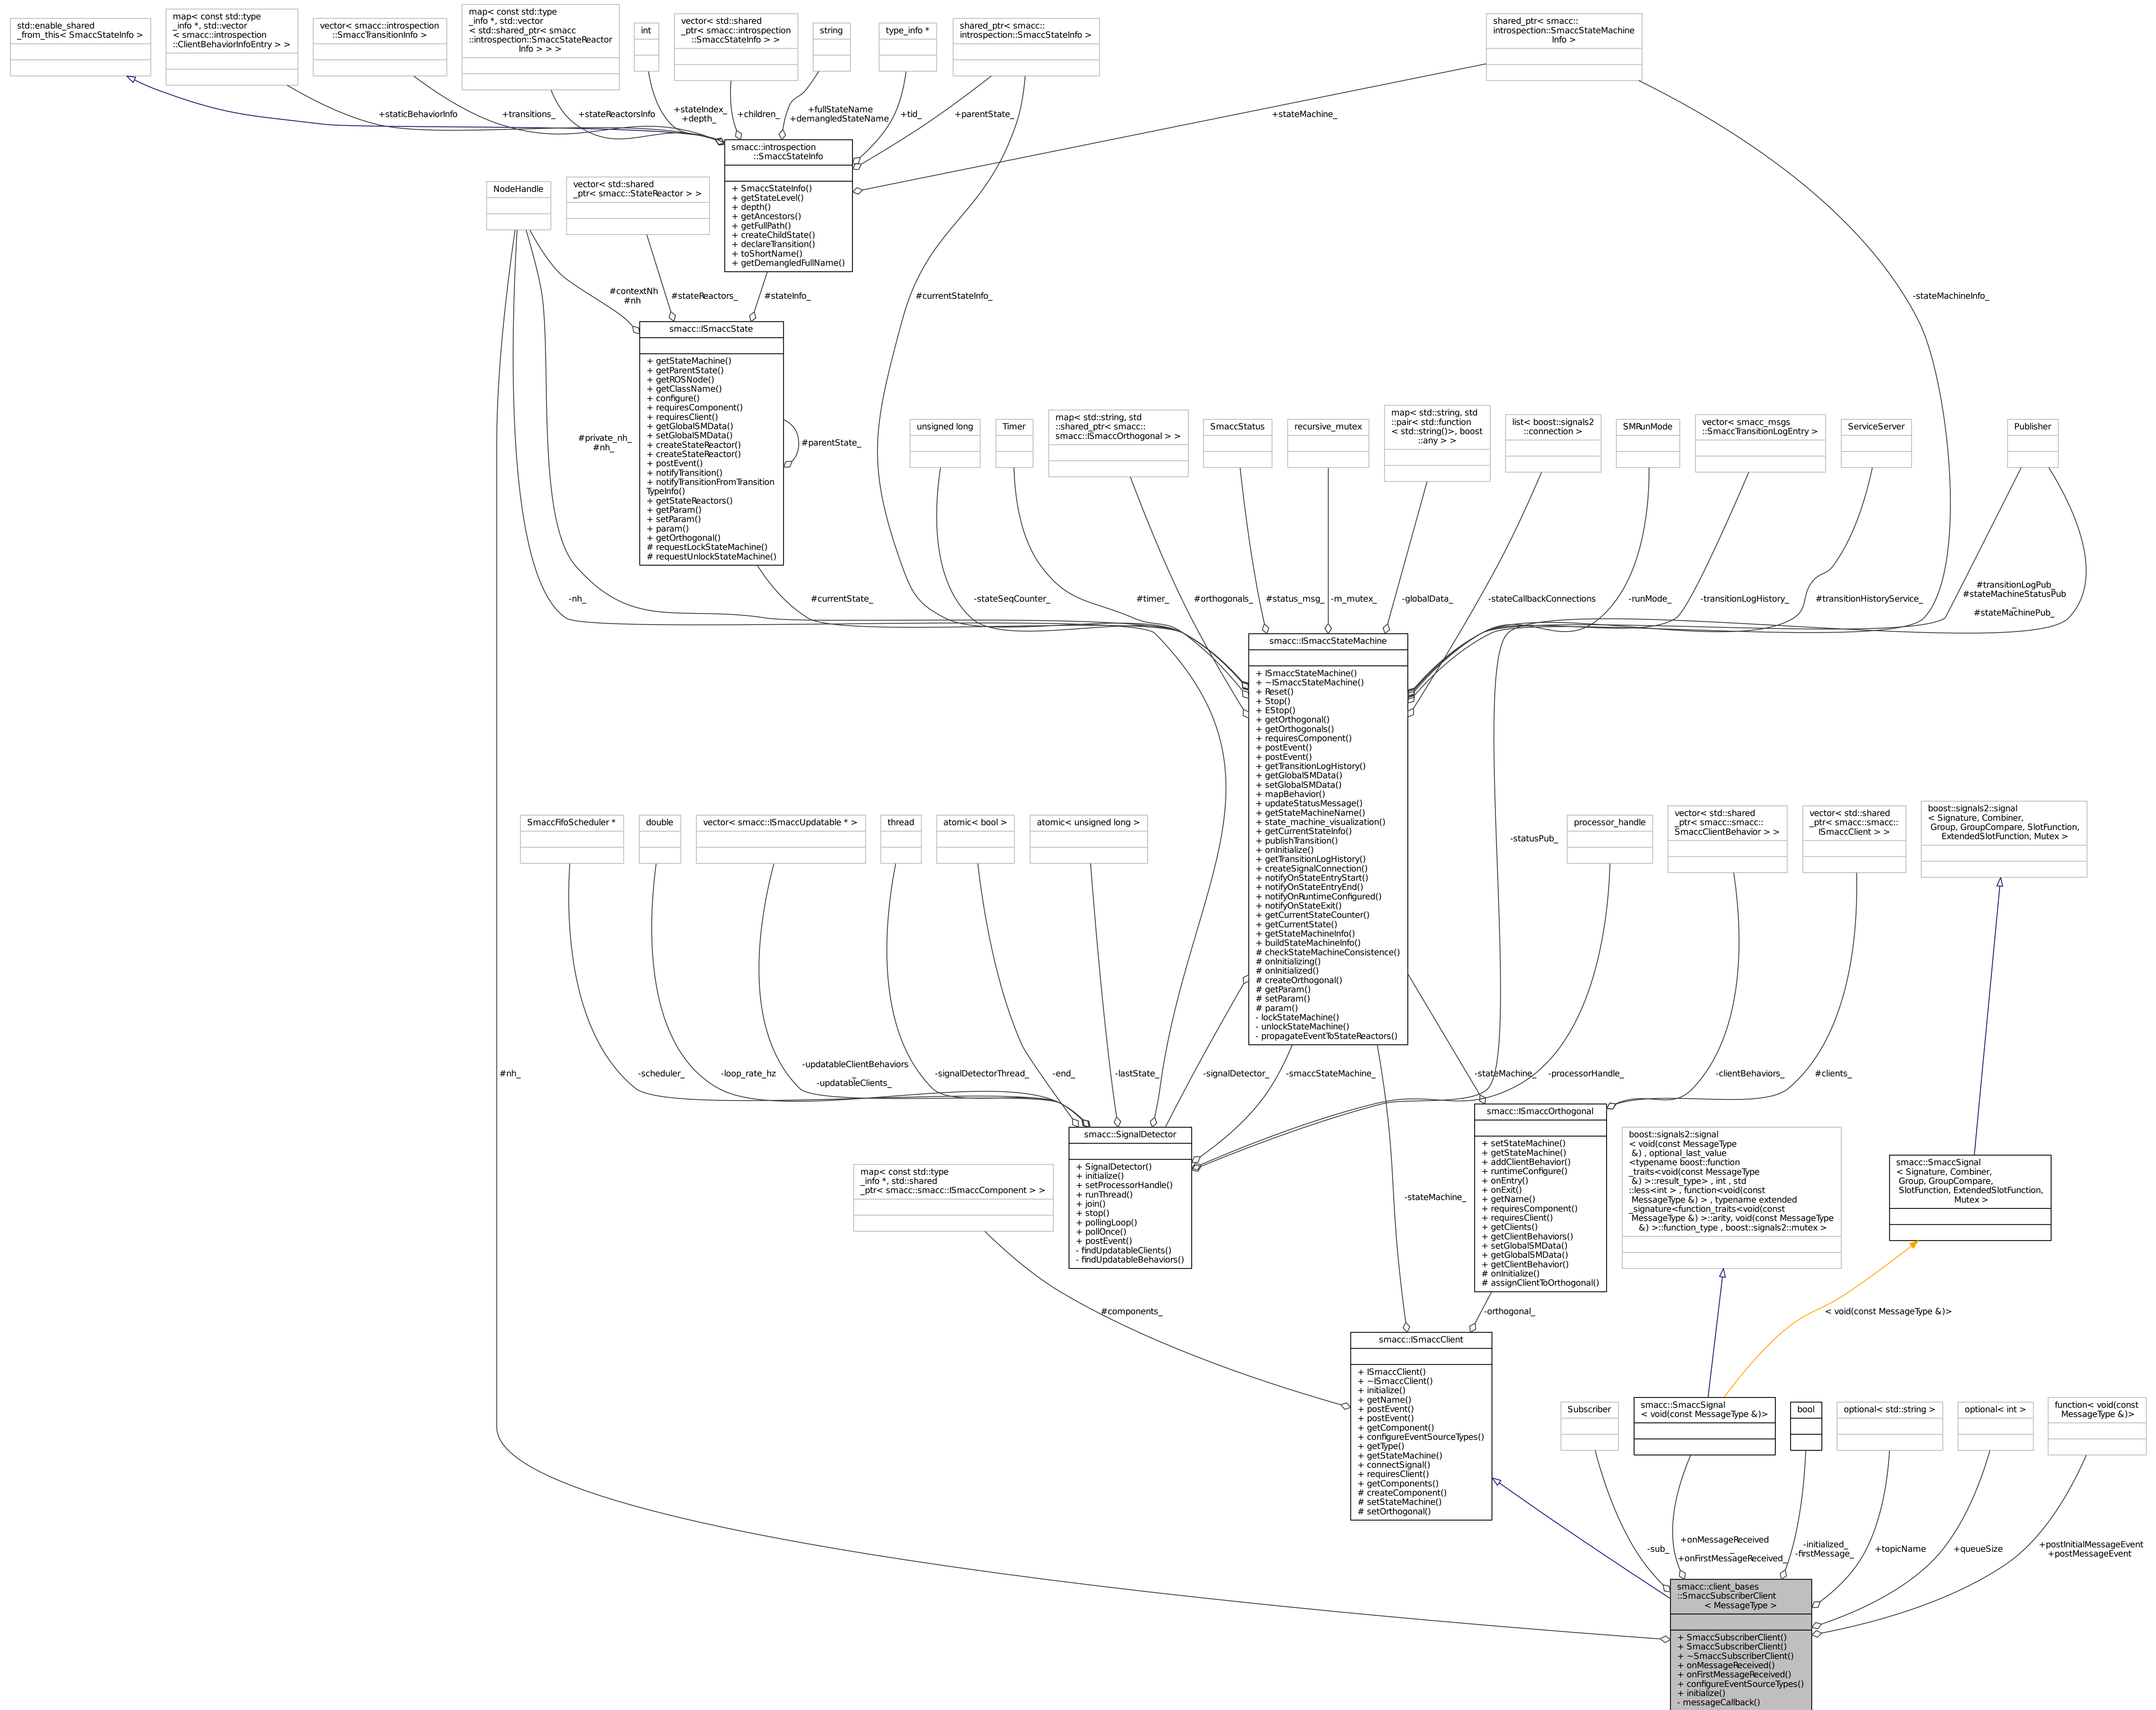 std::enable_shared
_from_this< SmaccStateInfo >
map< const std::type
_info *, std::vector
< smacc::introspection
::ClientBehaviorInfoEntry > >
vector< smacc::introspection
::SmaccTransitionInfo >
map< const std::type
_info *, std::vector
< std::shared_ptr< smacc
::introspection::SmaccStateReactor
Info > > >
int
vector< std::shared
_ptr< smacc::introspection
::SmaccStateInfo > >
string
type_info *
shared_ptr< smacc::
introspection::SmaccStateInfo >
shared_ptr< smacc::
introspection::SmaccStateMachine
Info >
+staticBehaviorInfo
+transitions_
+stateReactorsInfo
+stateIndex_
+depth_
+children_
+fullStateName
+demangledStateName
+tid_
+parentState_
+stateMachine_
smacc::introspection
::SmaccStateInfo
+ SmaccStateInfo()
+ getStateLevel()
+ depth()
+ getAncestors()
+ getFullPath()
+ createChildState()
+ declareTransition()
+ toShortName()
+ getDemangledFullName()
NodeHandle
vector< std::shared
_ptr< smacc::StateReactor > >
#contextNh
#nh
#stateReactors_
#stateInfo_
#currentStateInfo_
-stateMachineInfo_
smacc::ISmaccState
+ getStateMachine()
+ getParentState()
+ getROSNode()
+ getClassName()
+ configure()
+ requiresComponent()
+ requiresClient()
+ getGlobalSMData()
+ setGlobalSMData()
+ createStateReactor()
+ createStateReactor()
+ postEvent()
+ notifyTransition()
+ notifyTransitionFromTransition
TypeInfo()
+ getStateReactors()
+ getParam()
+ setParam()
+ param()
+ getOrthogonal()
# requestLockStateMachine()
# requestUnlockStateMachine()
#parentState_
#private_nh_
#nh_
unsigned long
Timer
map< std::string, std
::shared_ptr< smacc::
smacc::ISmaccOrthogonal > >
SmaccStatus
recursive_mutex
map< std::string, std
::pair< std::function
< std::string()>, boost
::any > >
list< boost::signals2
::connection >
SMRunMode
vector< smacc_msgs
::SmaccTransitionLogEntry >
ServiceServer
Publisher
-nh_
#currentState_
-stateSeqCounter_
#timer_
#orthogonals_
#status_msg_
-m_mutex_
-globalData_
-stateCallbackConnections
-runMode_
-transitionLogHistory_
#transitionHistoryService_
#transitionLogPub_
#stateMachineStatusPub
_
#stateMachinePub_
smacc::ISmaccStateMachine
+ ISmaccStateMachine()
+ ~ISmaccStateMachine()
+ Reset()
+ Stop()
+ EStop()
+ getOrthogonal()
+ getOrthogonals()
+ requiresComponent()
+ postEvent()
+ postEvent()
+ getTransitionLogHistory()
+ getGlobalSMData()
+ setGlobalSMData()
+ mapBehavior()
+ updateStatusMessage()
+ getStateMachineName()
+ state_machine_visualization()
+ getCurrentStateInfo()
+ publishTransition()
+ onInitialize()
+ getTransitionLogHistory()
+ createSignalConnection()
+ notifyOnStateEntryStart()
+ notifyOnStateEntryEnd()
+ notifyOnRuntimeConfigured()
+ notifyOnStateExit()
+ getCurrentStateCounter()
+ getCurrentState()
+ getStateMachineInfo()
+ buildStateMachineInfo()
# checkStateMachineConsistence()
# onInitializing()
# onInitialized()
# createOrthogonal()
# getParam()
# setParam()
# param()
- lockStateMachine()
- unlockStateMachine()
- propagateEventToStateReactors()
SmaccFifoScheduler *
double
vector< smacc::ISmaccUpdatable * >
thread
atomic< bool >
atomic< unsigned long >
-statusPub_
processor_handle
vector< std::shared
_ptr< smacc::smacc::
SmaccClientBehavior > >
vector< std::shared
_ptr< smacc::smacc::
ISmaccClient > >
boost::signals2::signal
< Signature, Combiner,
Group, GroupCompare, SlotFunction,
ExtendedSlotFunction, Mutex >
#nh_
-scheduler_
-loop_rate_hz
-updatableClientBehaviors
_
-updatableClients_
-signalDetectorThread_
-end_
-lastState_
-signalDetector_
-smaccStateMachine_
-stateMachine_
-processorHandle_
-clientBehaviors_
#clients_
smacc::SignalDetector
+ SignalDetector()
+ initialize()
+ setProcessorHandle()
+ runThread()
+ join()
+ stop()
+ pollingLoop()
+ pollOnce()
+ postEvent()
- findUpdatableClients()
- findUpdatableBehaviors()
smacc::ISmaccOrthogonal
+ setStateMachine()
+ getStateMachine()
+ addClientBehavior()
+ runtimeConfigure()
+ onEntry()
+ onExit()
+ getName()
+ requiresComponent()
+ requiresClient()
+ getClients()
+ getClientBehaviors()
+ setGlobalSMData()
+ getGlobalSMData()
+ getClientBehavior()
# onInitialize()
# assignClientToOrthogonal()
boost::signals2::signal
< void(const MessageType
&) , optional_last_value
<typename boost::function
_traits<void(const MessageType
&) >::result_type> , int , std
::less<int > , function<void(const
MessageType &) > , typename extended
_signature<function_traits<void(const
MessageType &) >::arity, void(const MessageType
&) >::function_type , boost::signals2::mutex >
smacc::SmaccSignal
< Signature, Combiner,
Group, GroupCompare,
SlotFunction, ExtendedSlotFunction,
Mutex >
map< const std::type
_info *, std::shared
_ptr< smacc::smacc::ISmaccComponent > >
-stateMachine_
#components_
-orthogonal_
< void(const MessageType &)>
smacc::ISmaccClient
+ ISmaccClient()
+ ~ISmaccClient()
+ initialize()
+ getName()
+ postEvent()
+ postEvent()
+ getComponent()
+ configureEventSourceTypes()
+ getType()
+ getStateMachine()
+ connectSignal()
+ requiresClient()
+ getComponents()
# createComponent()
# setStateMachine()
# setOrthogonal()
Subscriber
smacc::SmaccSignal
< void(const MessageType &)>
bool
optional< std::string >
optional< int >
function< void(const
MessageType &)>
-sub_
+onMessageReceived
_
+onFirstMessageReceived_
-initialized_
-firstMessage_
+topicName
+queueSize
+postInitialMessageEvent
+postMessageEvent
smacc::client_bases
::SmaccSubscriberClient
< MessageType >
+ SmaccSubscriberClient()
+ SmaccSubscriberClient()
+ ~SmaccSubscriberClient()
+ onMessageReceived()
+ onFirstMessageReceived()
+ configureEventSourceTypes()
+ initialize()
- messageCallback()